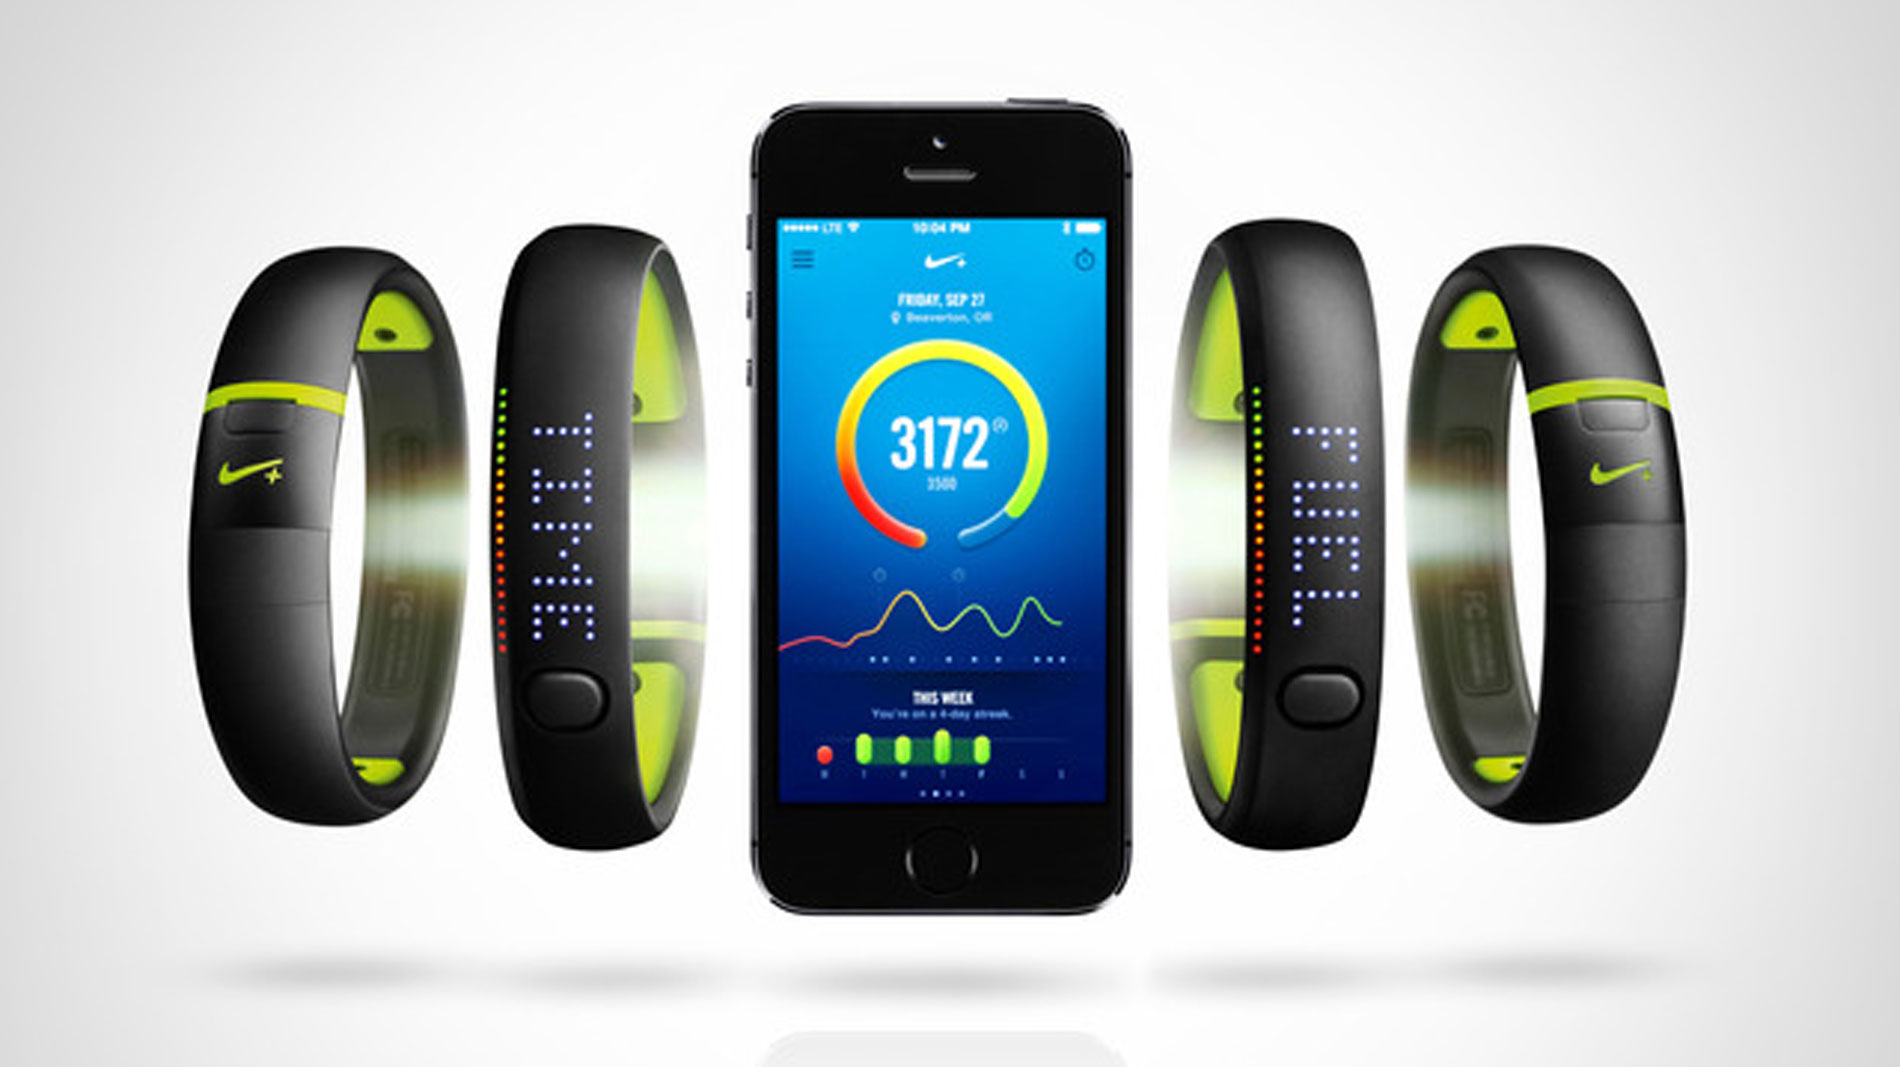 TIME
LTE 10:04 PM
FRIDAY, SEP 27
Beaverton, OR
3172
3500
THIS WEEK
You're on a 4-day streak.
T
F S S
FUEL